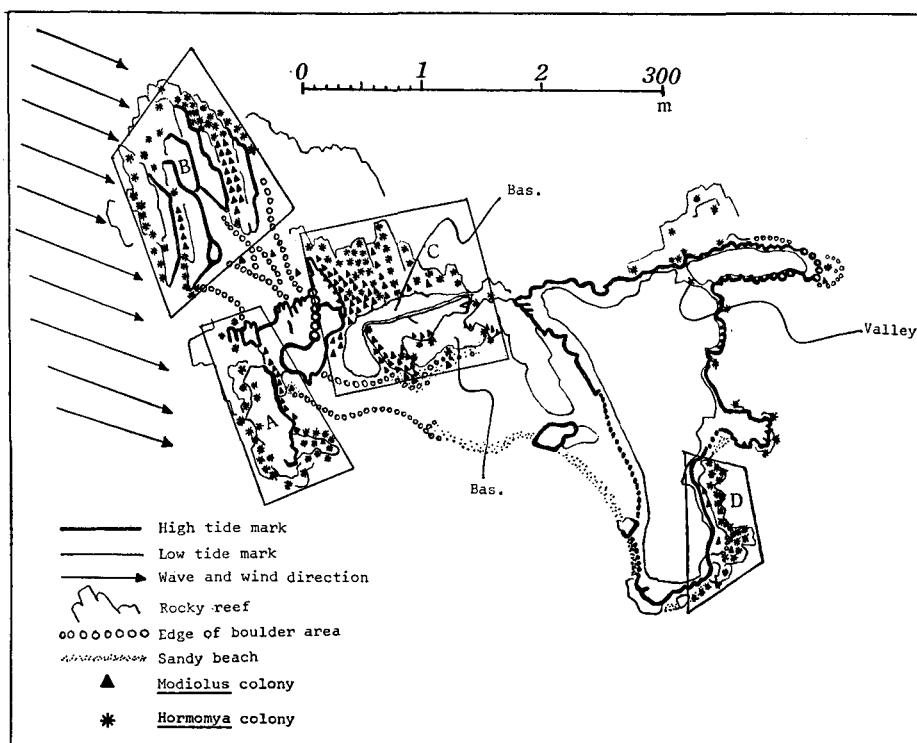 0 1 2 300
m
B
Bas.
C
Valley
A
Bas.
D
High tide mark
Low tide mark
Wave and wind direction
Rocky reef
Edge of boulder area
Sandy beach
Modiolus colony
Hormomya colony